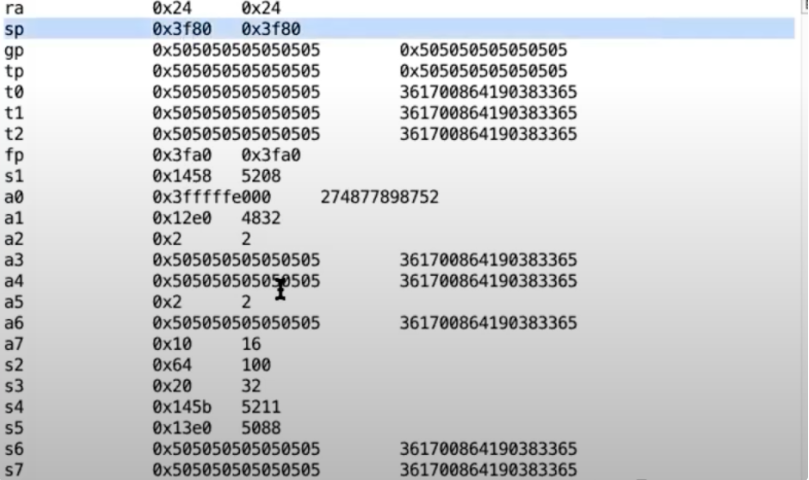 ra 0x24 0x24
sp 0x3f80 0x3f80
gp 0x505050505050505 0x505050505050505
tp 0x505050505050505 0x505050505050505
t0 0x505050505050505 361700864190383365
t1 0x505050505050505 361700864190383365
t2 0x505050505050505 361700864190383365
fp 0x3fa0 0x3fa0
s1 0x1458 5208
a0 0x3fffffe000 274877898752
a1 0x12e0 4832
a2 0x2 2
a3 0x505050505050505 361700864190383365
a4 0x505050505050505 361700864190383365
a5 0x2 2
a6 0x505050505050505 361700864190383365
a7 0x10 16
s2 0x64 100
s3 0x20 32
s4 0x145b 5211
s5 0x13e0 5088
s6 0x505050505050505 361700864190383365
s7 0x505050505050505 361700864190383365